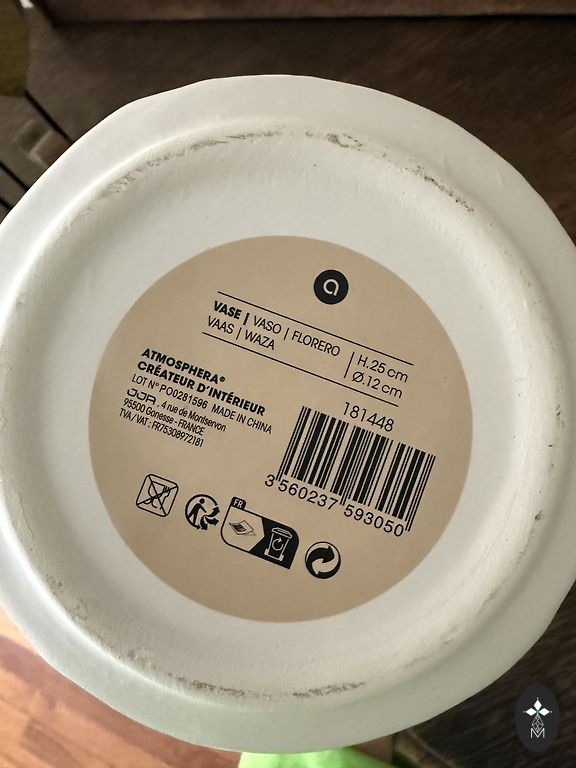 a
VASE | VASO | FLORERO
VAAS | WAZA
H.25 cm
Ø.12 cm
ATMOSPHERA®
CRÉATEUR D'INTÉRIEUR
LOT N° PO0281596 MADE IN CHINA
JJA, 4 rue de Montservon
95500 Gonesse - FRANCE
TVA/VAT : FR75308972181
181448
3 560237 593050
FR
M